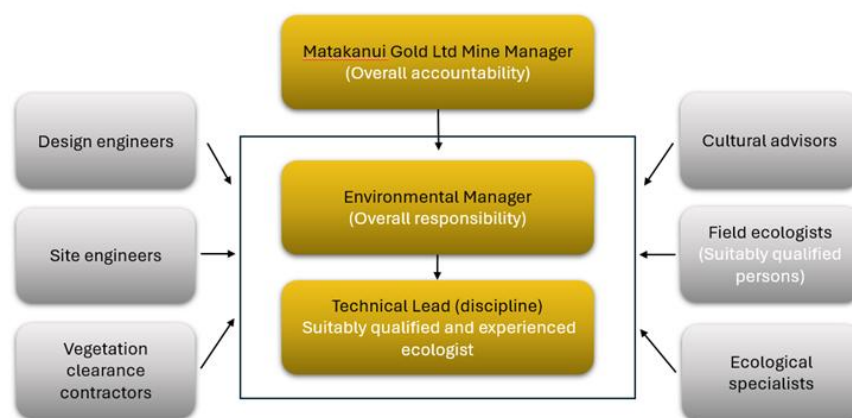 Matakanui Gold Ltd Mine Manager
(Overall accountability)
Design engineers
Cultural advisors
Environmental Manager
(Overall responsibility)
Site engineers
Field ecologists
(Suitably qualified
persons)
Technical Lead (discipline)
Suitably qualified and experienced
ecologist
Vegetation
clearance
contractors
Ecological
specialists